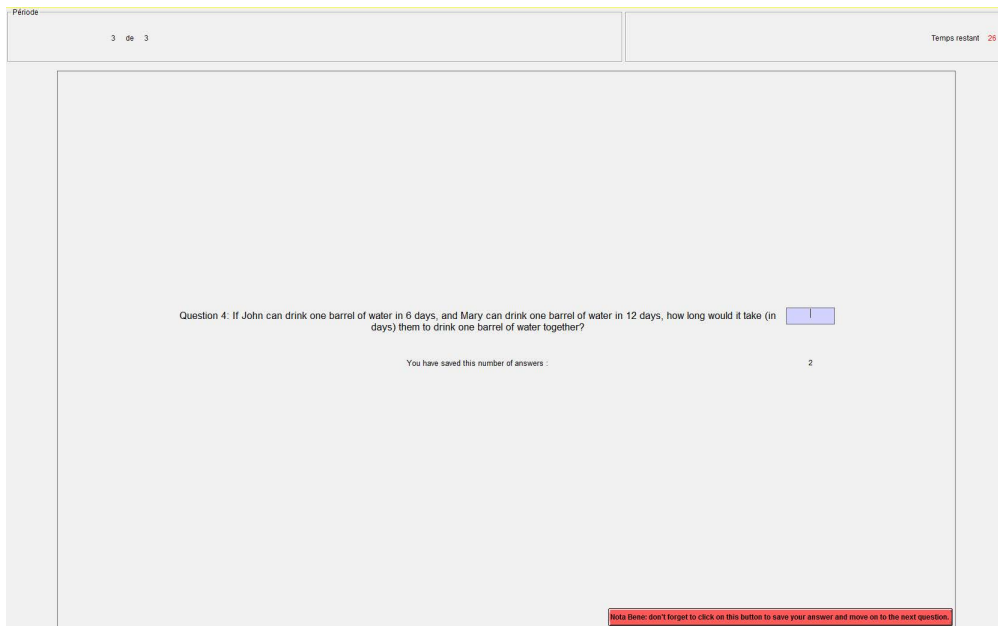 Période
3 de 3
Temps restant 26
Question 4: If John can drink one barrel of water in 6 days, and Mary can drink one barrel of water in 12 days, how long would it take (in
days) them to drink one barrel of water together?
You have saved this number of answers : 2
Nota Bene: don't forget to click on this button to save your answer and move on to the next question.